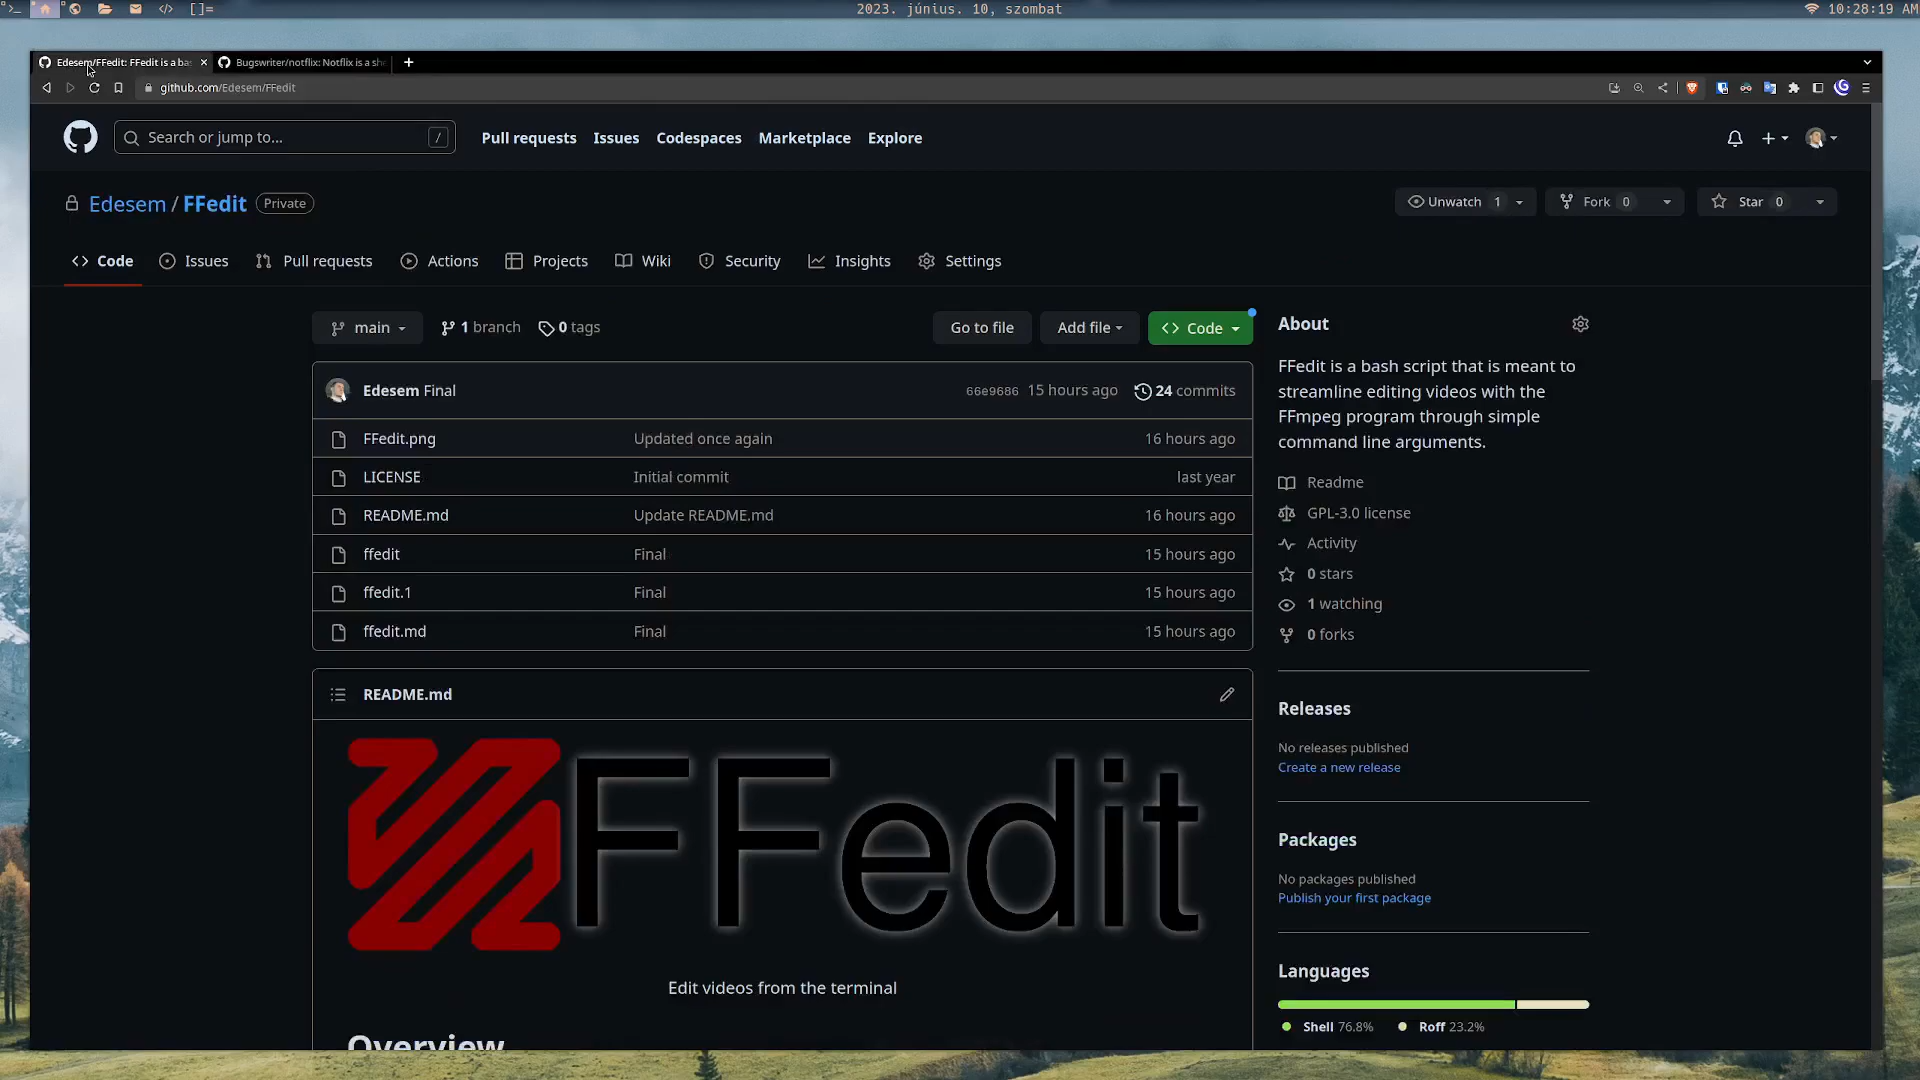 []=
2023. június. 10, szombat
10:28:19 AM
Edesem/FFedit: FFedit is a ba
Bugswriter/notflix: Notflix is a she
github.com/Edesem/FFedit
Search or jump to...
/
Pull requests
Issues
Codespaces
Marketplace
Explore
Edesem / FFedit
Private
Unwatch 1
Fork 0
Star 0
Code
Issues
Pull requests
Actions
Projects
Wiki
Security
Insights
Settings
main
1 branch
0 tags
Go to file
Add file
Code
Edesem Final
66e9686 15 hours ago
24 commits
FFedit.png Updated once again 16 hours ago
LICENSE Initial commit last year
README.md Update README.md 16 hours ago
ffedit Final 15 hours ago
ffedit.1 Final 15 hours ago
ffedit.md Final 15 hours ago
README.md
FFedit
Edit videos from the terminal
Overview
About
FFedit is a bash script that is meant to
streamline editing videos with the
FFmpeg program through simple
command line arguments.
Readme
GPL-3.0 license
Activity
0 stars
1 watching
0 forks
Releases
No releases published
Create a new release
Packages
No packages published
Publish your first package
Languages
Shell 76.8%
Roff 23.2%